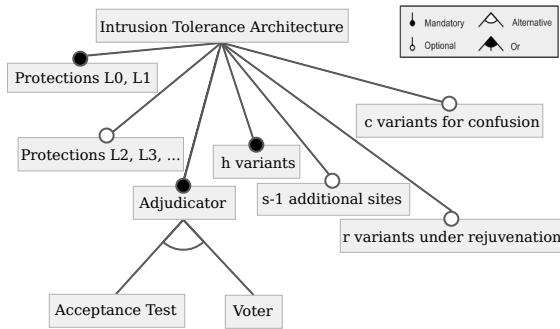 Intrusion Tolerance Architecture
Mandatory
Alternative
Optional
Or
Protections L0, L1
c variants for confusion
Protections L2, L3, ...
h variants
Adjudicator
s-1 additional sites
r variants under rejuvenation
Acceptance Test
Voter